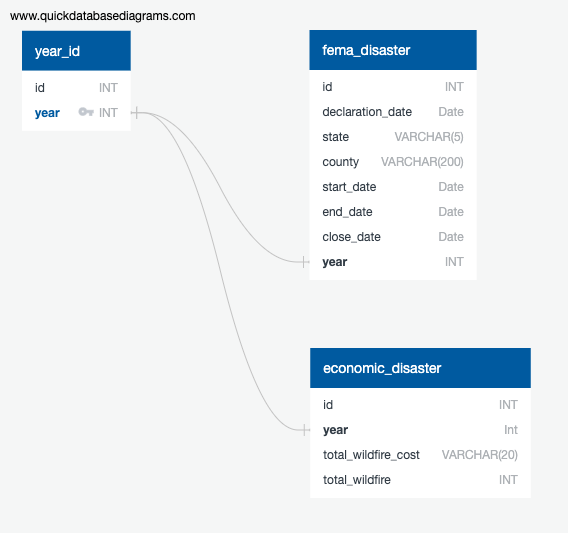 www.quickdatabasediagrams.com
year_id
id INT
year INT
fema_disaster
id INT
declaration_date Date
state VARCHAR(5)
county VARCHAR(200)
start_date Date
end_date Date
close_date Date
year INT
economic_disaster
id INT
year Int
total_wildfire_cost VARCHAR(20)
total_wildfire INT